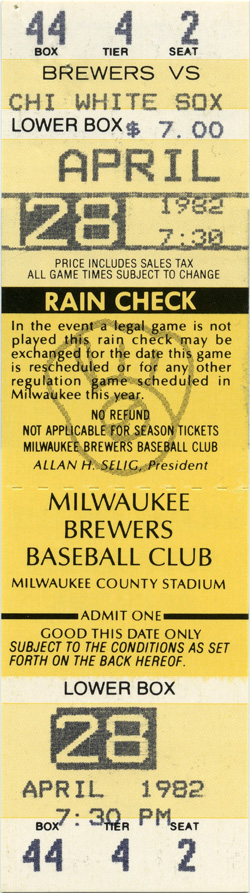 44 4 2
BOX TIER SEAT
BREWERS VS
CHI WHITE SOX
LOWER BOX $ 7.00
APRIL
28 1982
7:30
PRICE INCLUDES SALES TAX
ALL GAME TIMES SUBJECT TO CHANGE
RAIN CHECK
In the event a legal game is not
played this rain check may be
exchanged for the date this game
is rescheduled or for any other
regulation game scheduled in
Milwaukee this year.
NO REFUND
NOT APPLICABLE FOR SEASON TICKETS
MILWAUKEE BREWERS BASEBALL CLUB
ALLAN H. SELIG, President
MILWAUKEE
BREWERS
BASEBALL CLUB
MILWAUKEE COUNTY STADIUM
ADMIT ONE
GOOD THIS DATE ONLY
SUBJECT TO THE CONDITIONS AS SET
FORTH ON THE BACK HEREOF.
LOWER BOX
28
APRIL 1982
7:30 PM
BOX TIER SEAT
44 4 2